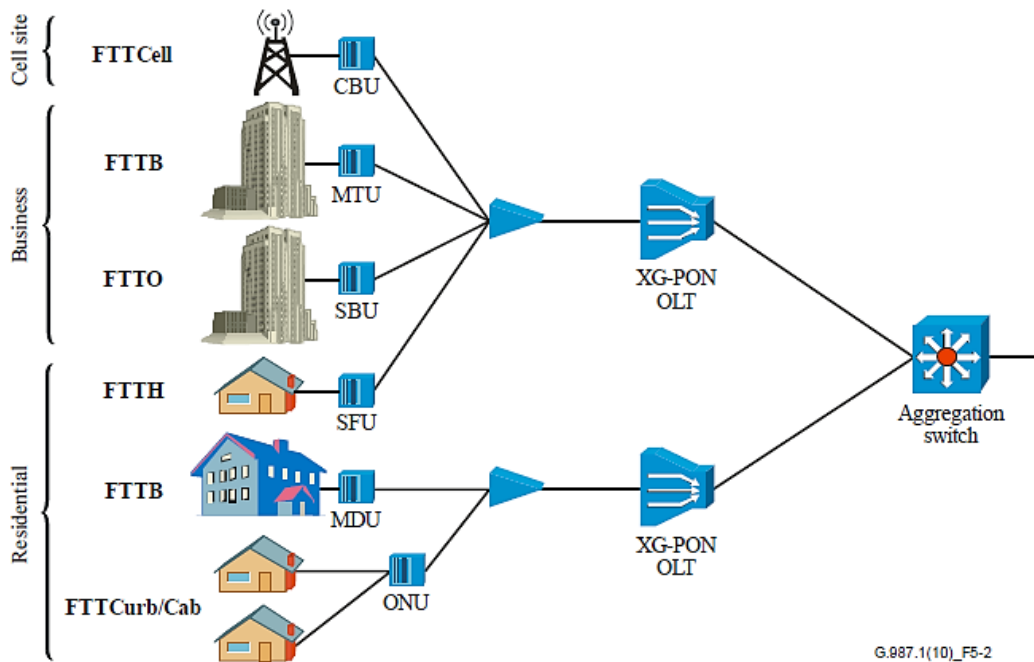 Cell site
FTTCell
CBU
Business
FTTB
MTU
FTTO
SBU
XG-PON
OLT
Aggregation
switch
Residential
FTTH
SFU
FTTB
MDU
XG-PON
OLT
FTTCurb/Cab
ONU
G.987.1(10)_F5-2